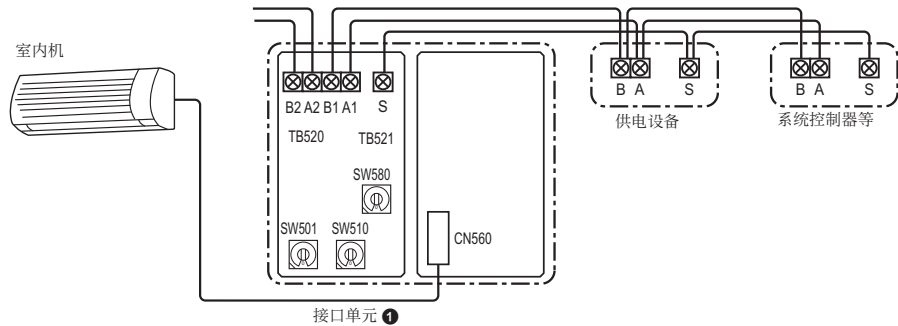 室内机
B2 A2 B1 A1 S
TB520 TB521
SW580
SW501 SW510
CN560
B A S
供电设备
B A S
系统控制器等
接口单元 ❶